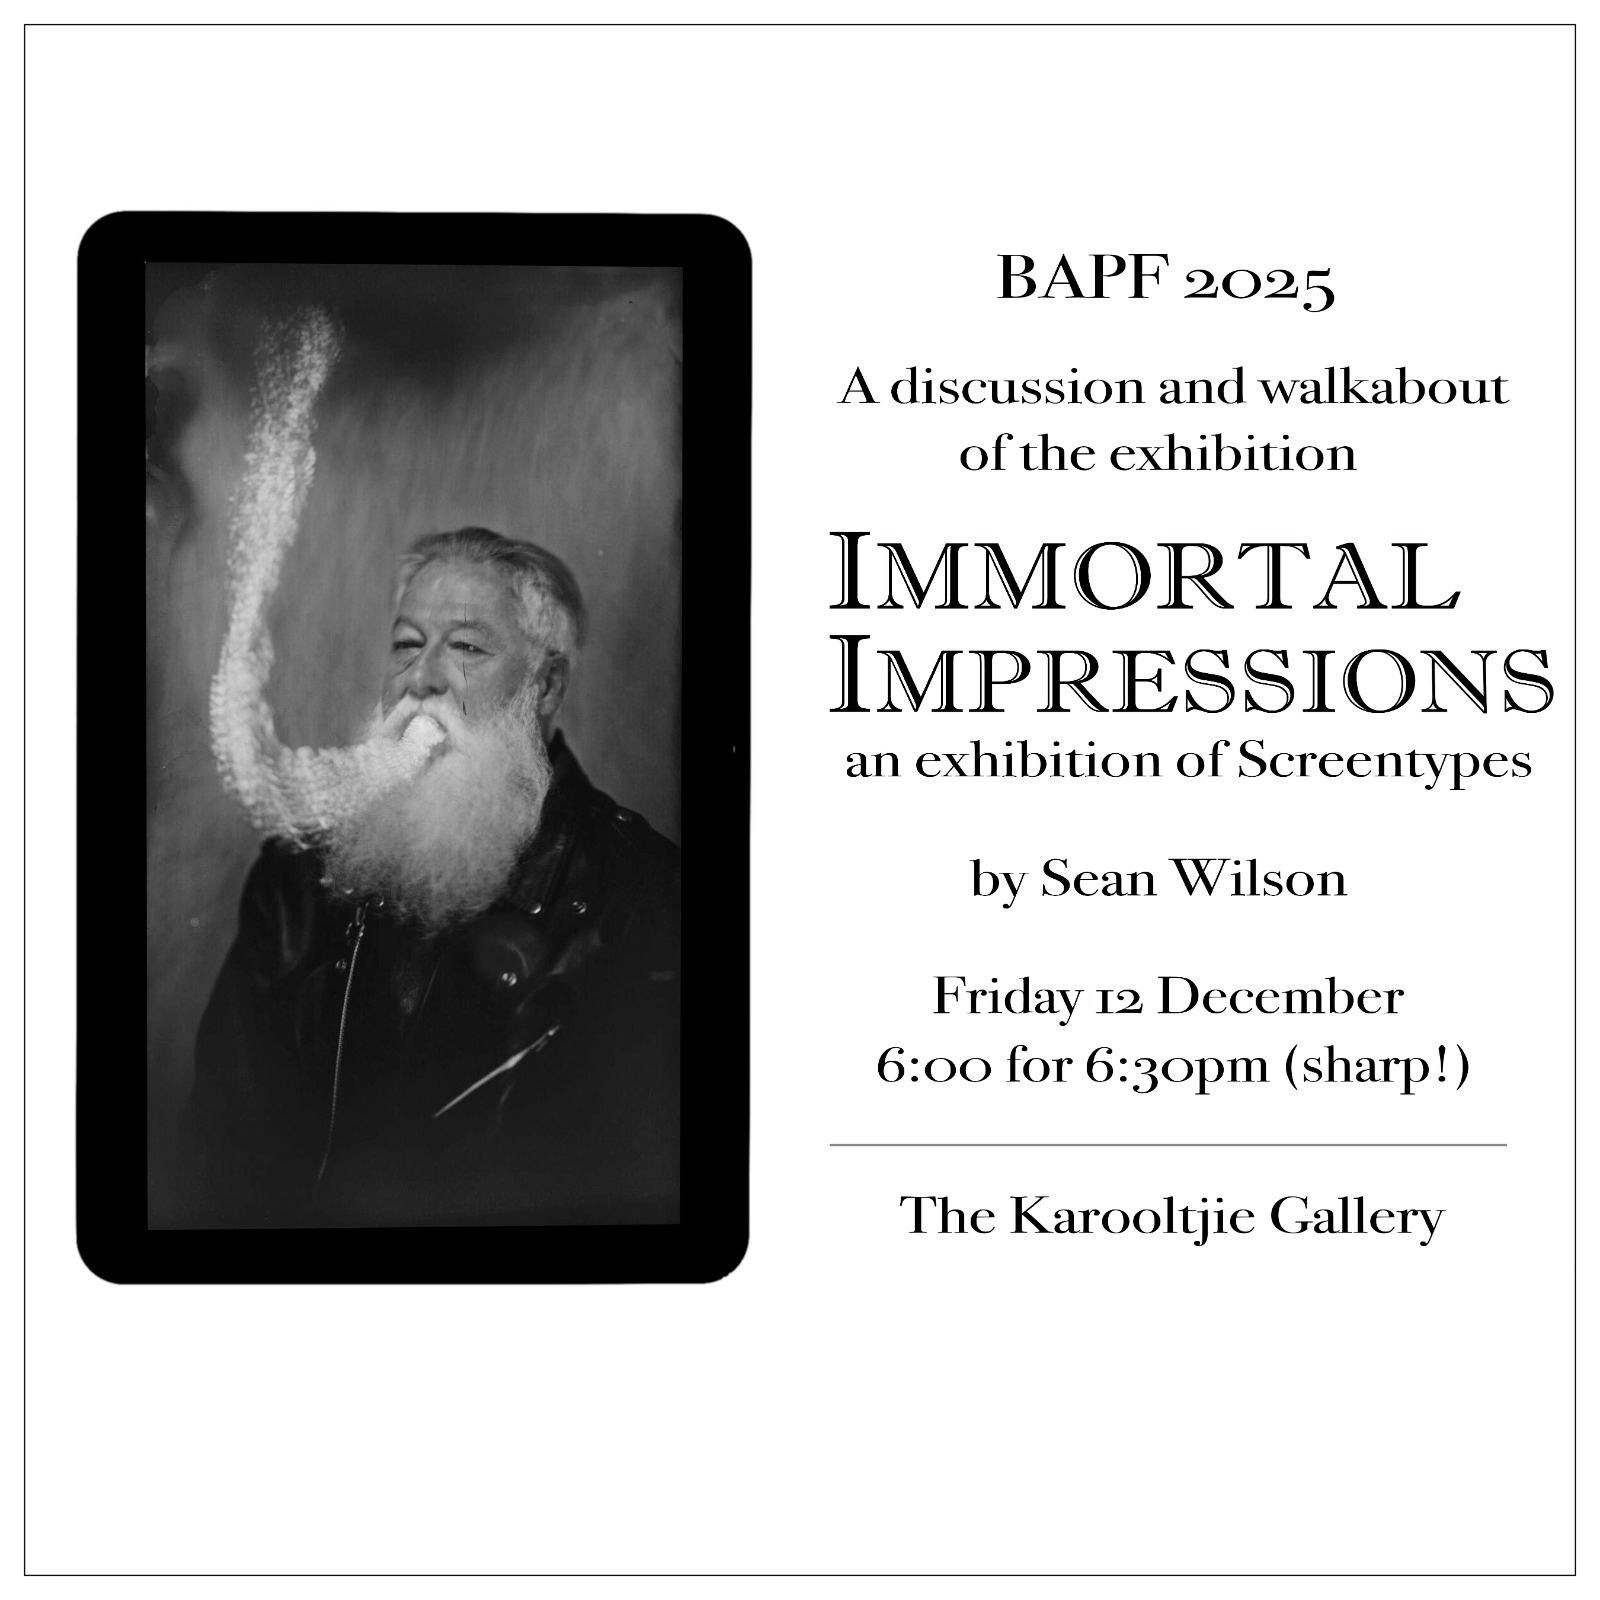 BAPF 2025
A discussion and walkabout
of the exhibition
IMMORTAL
IMPRESSIONS
an exhibition of Screentypes
by Sean Wilson
Friday 12 December
6:00 for 6:30pm (sharp!)
The Karooltjie Gallery